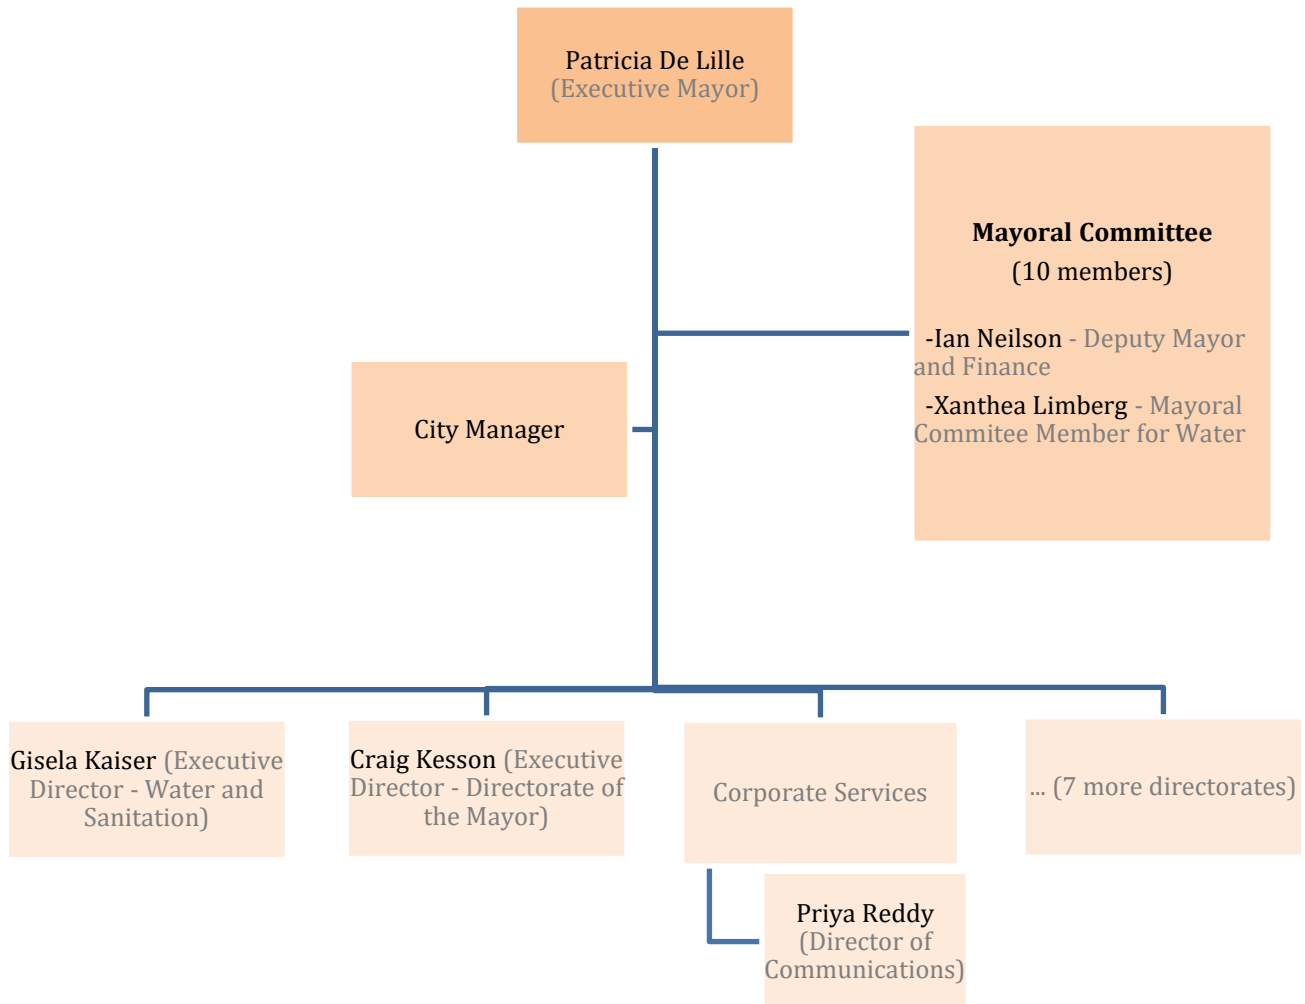 Patricia De Lille
(Executive Mayor)
Mayoral Committee
(10 members)
-Ian Neilson - Deputy Mayor
and Finance
-Xanthea Limberg - Mayoral
Commitee Member for Water
City Manager
Gisela Kaiser (Executive
Director - Water and
Sanitation)
Craig Kesson (Executive
Director - Directorate of
the Mayor)
Corporate Services
... (7 more directorates)
Priya Reddy
(Director of
Communications)